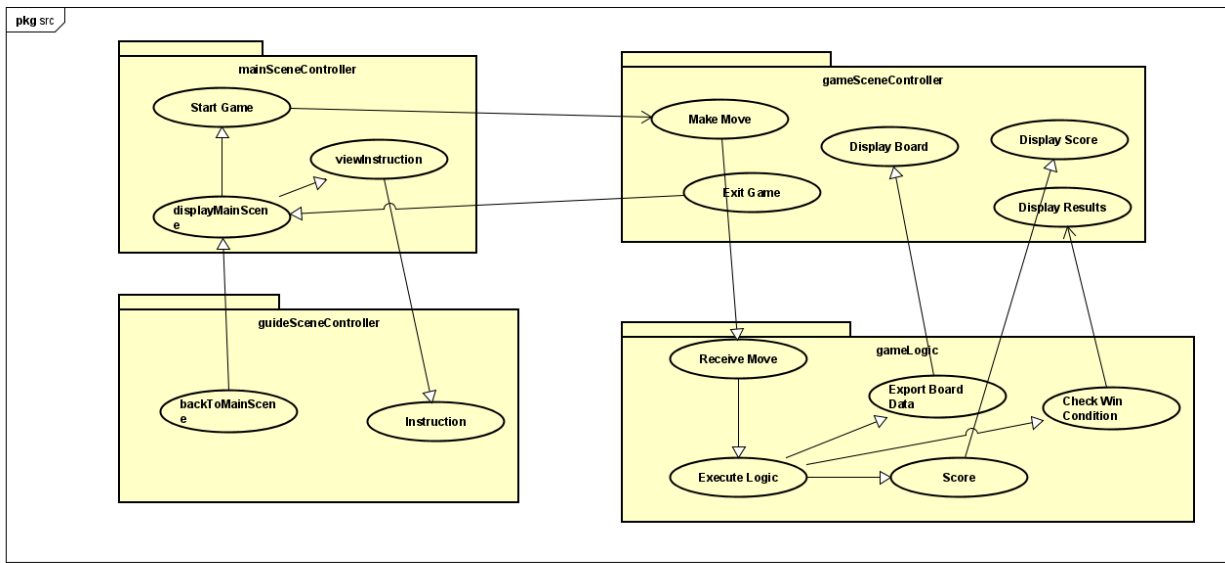 pkg src
mainSceneController
Start Game
viewInstruction
displayMainScen
e
gameSceneController
Make Move
Display Board
Display Score
Exit Game
Display Results
guideSceneController
backToMainScen
e
Instruction
gameLogic
Receive Move
Export Board
Data
Check Win
Condition
Execute Logic
Score